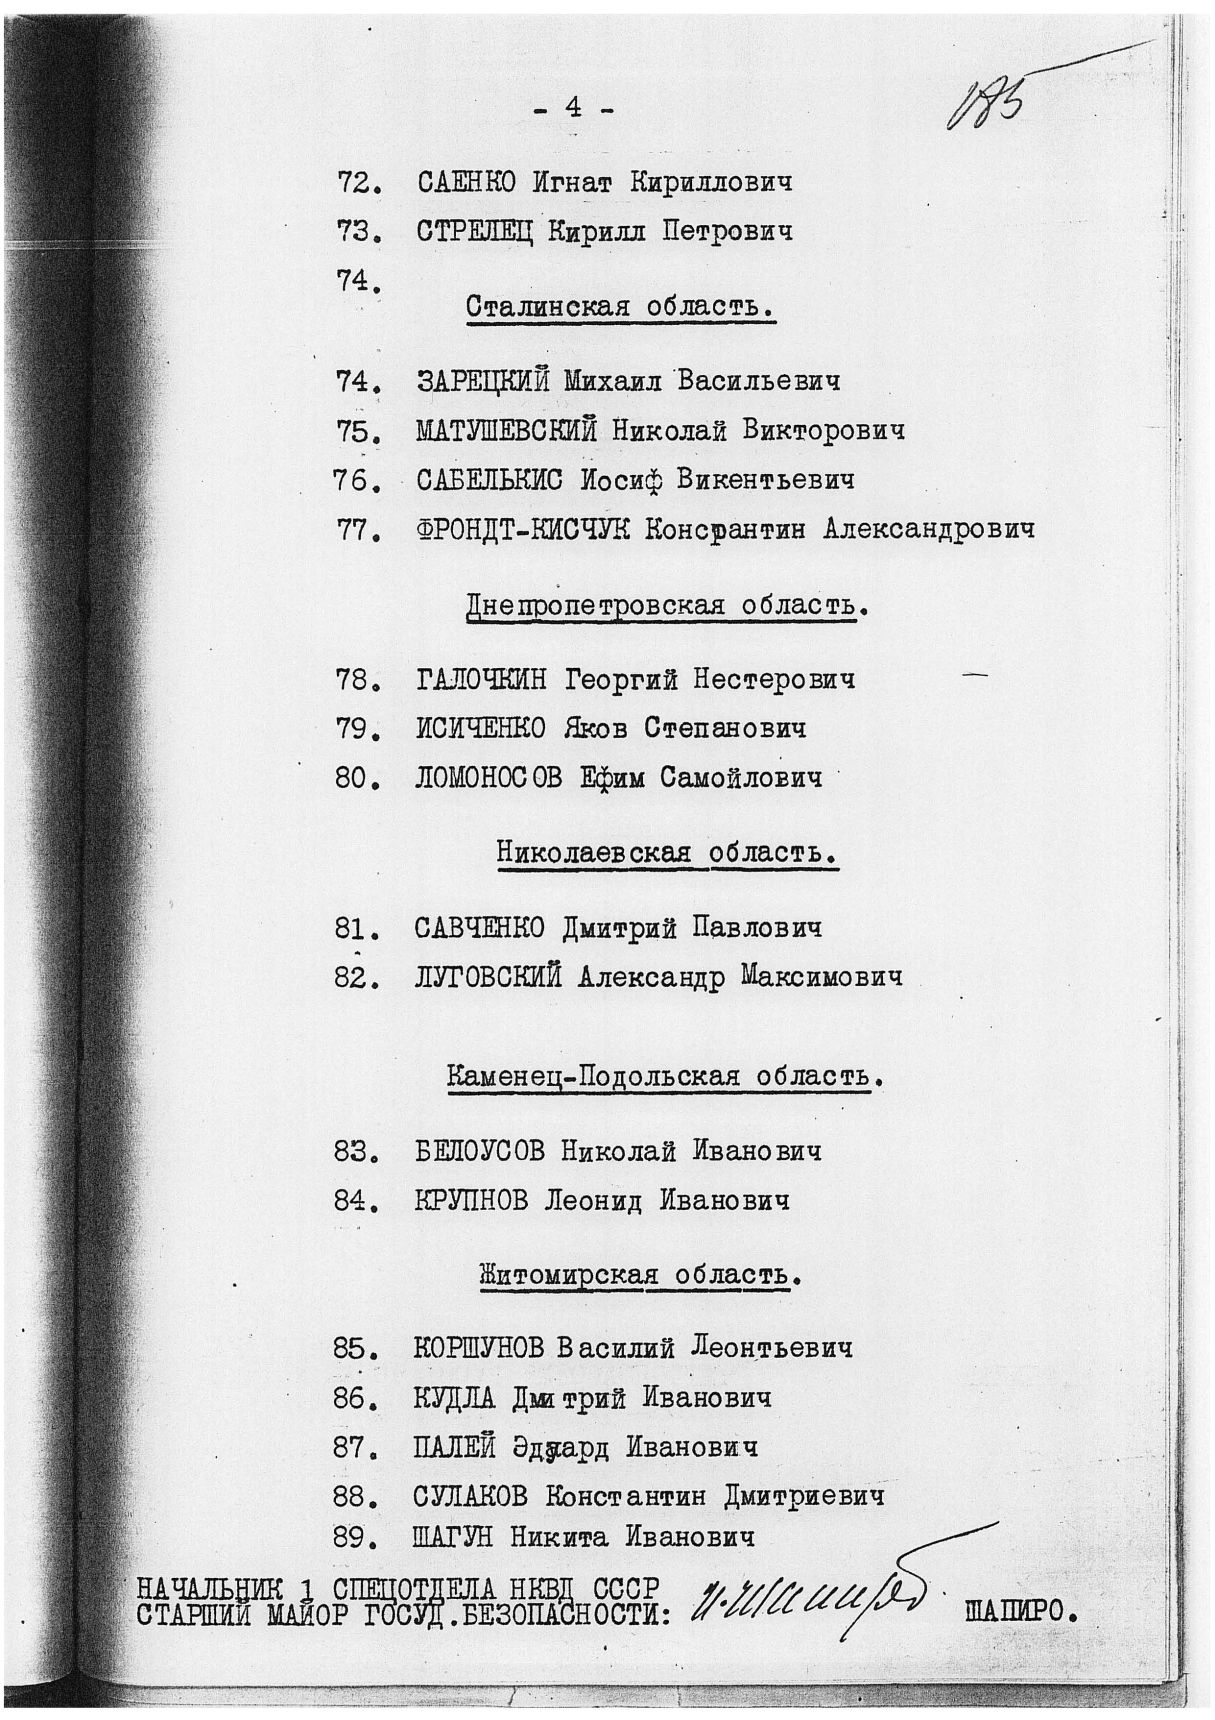 185
- 4 -
72. САЕНКО Игнат Кириллович
73. СТРЕЛЕЦ Кирилл Петрович
74.
Сталинская область.
74. ЗАРЕЦКИЙ Михаил Васильевич
75. МАТУШЕВСКИЙ Николай Викторович
76. САБЕЛЬКИС Иосиф Викентьевич
77. ФРОНДТ-КИСЧУК Константин Александрович
Днепропетровская область.
78. ГАЛОЧКИН Георгий Нестерович
79. ИСИЧЕНКО Яков Степанович
80. ЛОМОНОСОВ Ефим Самойлович
Николаевская область.
81. САВЧЕНКО Дмитрий Павлович
82. ЛУГОВСКИЙ Александр Максимович
Каменец-Подольская область.
83. БЕЛОУСОВ Николай Иванович
84. КРУПНОВ Леонид Иванович
Житомирская область.
85. КОРШУНОВ Василий Леонтьевич
86. КУДЛА Дмитрий Иванович
87. ПАЛЕЙ Эдуард Иванович
88. СУЛАКОВ Константин Дмитриевич
89. ШАГУН Никита Иванович
НАЧАЛЬНИК 1 СПЕЦОТДЕЛА НКВД СССР
СТАРШИЙ МАЙОР ГОСУД.БЕЗОПАСНОСТИ: И.Шапиро ШАПИРО.